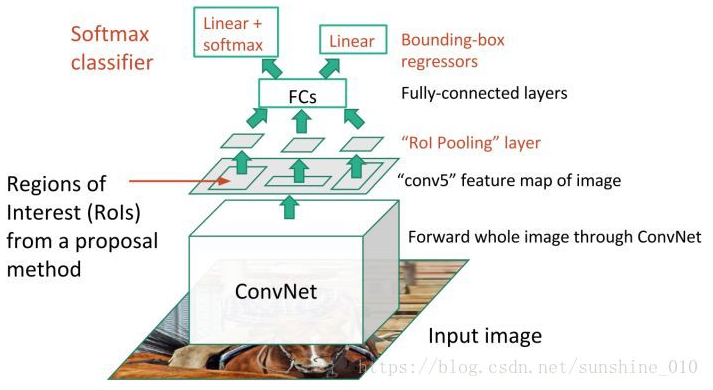 Softmax
classifier
Linear +
softmax
Linear
Bounding-box
regressors
FCs
Fully-connected layers
"RoI Pooling" layer
Regions of
Interest (RoIs)
from a proposal
method
"conv5" feature map of image
Forward whole image through ConvNet
ConvNet
Input image
https://blog.csdn.net/sunshine_010